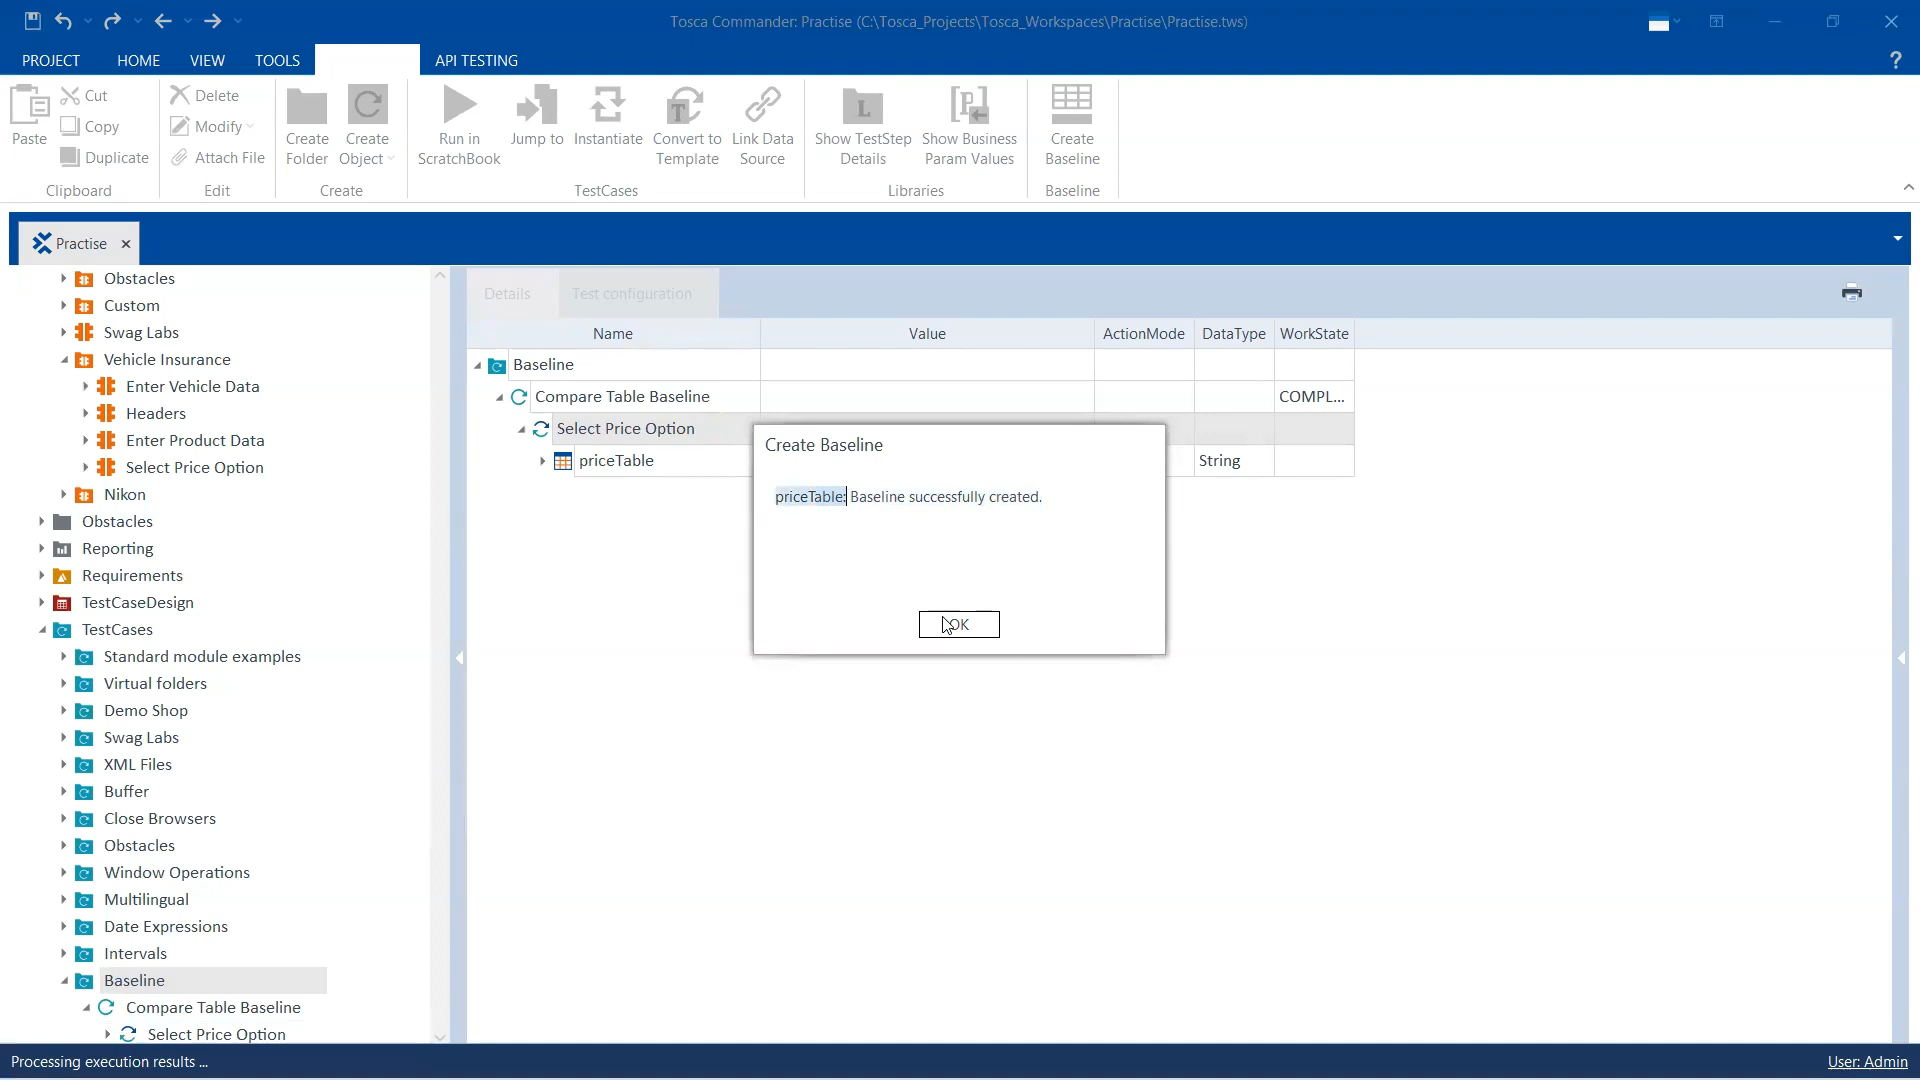 Tosca Commander: Practise (C:\Tosca_Projects\Tosca_Workspaces\Practise\Practise.tws)
PROJECT HOME VIEW TOOLS API TESTING ?
Paste
Cut
Copy
Duplicate
Clipboard
Delete
Modify
Attach File
Edit
Create Folder
Create Object
Create
Run in ScratchBook
Jump to
Instantiate
Convert to Template
Link Data Source
TestCases
Show TestStep Details
Show Business Param Values
Libraries
Create Baseline
Baseline
Practise
Obstacles
Custom
Swag Labs
Vehicle Insurance
Enter Vehicle Data
Headers
Enter Product Data
Select Price Option
Nikon
Obstacles
Reporting
Requirements
TestCaseDesign
TestCases
Standard module examples
Virtual folders
Demo Shop
Swag Labs
XML Files
Buffer
Close Browsers
Obstacles
Window Operations
Multilingual
Date Expressions
Intervals
Baseline
Compare Table Baseline
Select Price Option
Details Test configuration
Name Value ActionMode DataType WorkState
Baseline
Compare Table Baseline COMPL...
Select Price Option
priceTable String
Create Baseline
priceTable: Baseline successfully created.
OK
Processing execution results ...
User: Admin